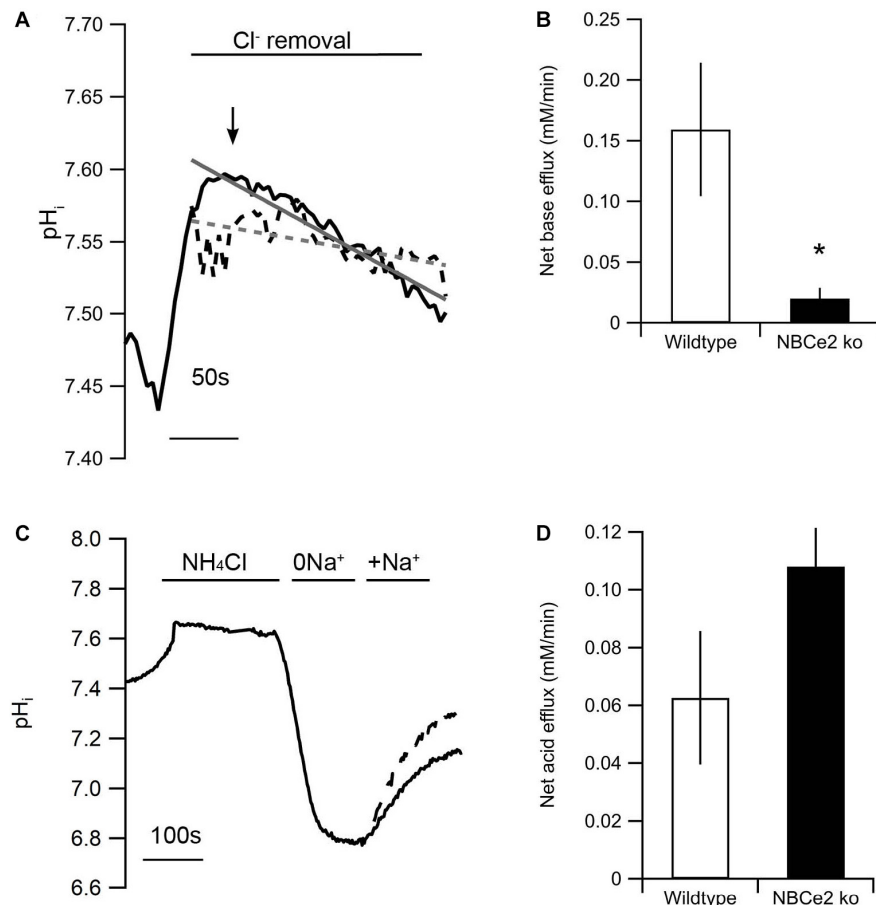 A
7.70
7.65
7.60
7.55
7.50
7.45
7.40
pHi
Cl- removal
50s
B
0.25
0.20
0.15
0.10
0.05
0
Net base efflux (mM/min)
*
Wildtype
NBCe2 ko
C
8.0
7.8
7.6
7.4
7.2
7.0
6.8
6.6
pHi
NH4Cl
0Na+
+Na+
100s
D
0.12
0.10
0.08
0.06
0.04
0.02
0
Net acid efflux (mM/min)
Wildtype
NBCe2 ko